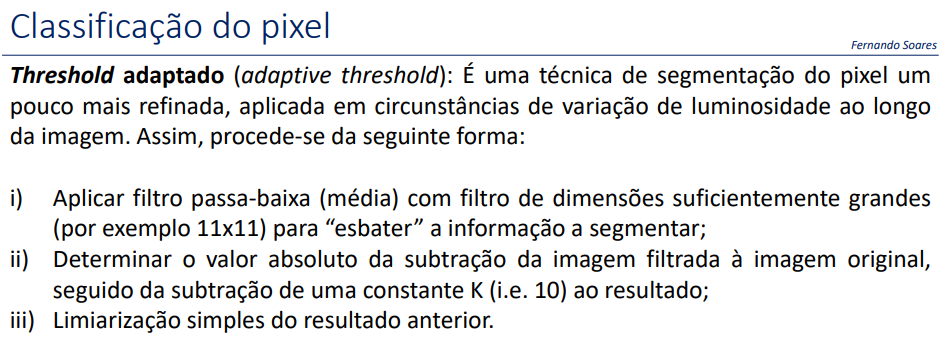 Classificação do pixel
Fernando Soares
Threshold adaptado (adaptive threshold): É uma técnica de segmentação do pixel um
pouco mais refinada, aplicada em circunstâncias de variação de luminosidade ao longo
da imagem. Assim, procede-se da seguinte forma:
i) Aplicar filtro passa-baixa (média) com filtro de dimensões suficientemente grandes
(por exemplo 11x11) para “esbater” a informação a segmentar;
ii) Determinar o valor absoluto da subtração da imagem filtrada à imagem original,
seguido da subtração de uma constante K (i.e. 10) ao resultado;
iii) Limiarização simples do resultado anterior.